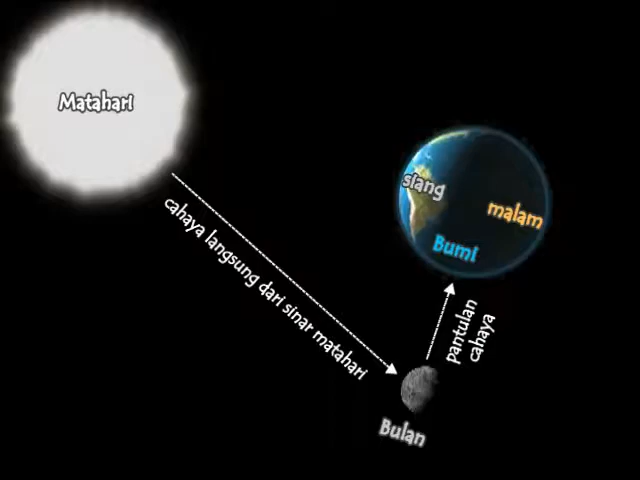 Matahari
siang
malam
Bumi
cahaya langsung dari sinar matahari
pantulan
cahaya
Bulan